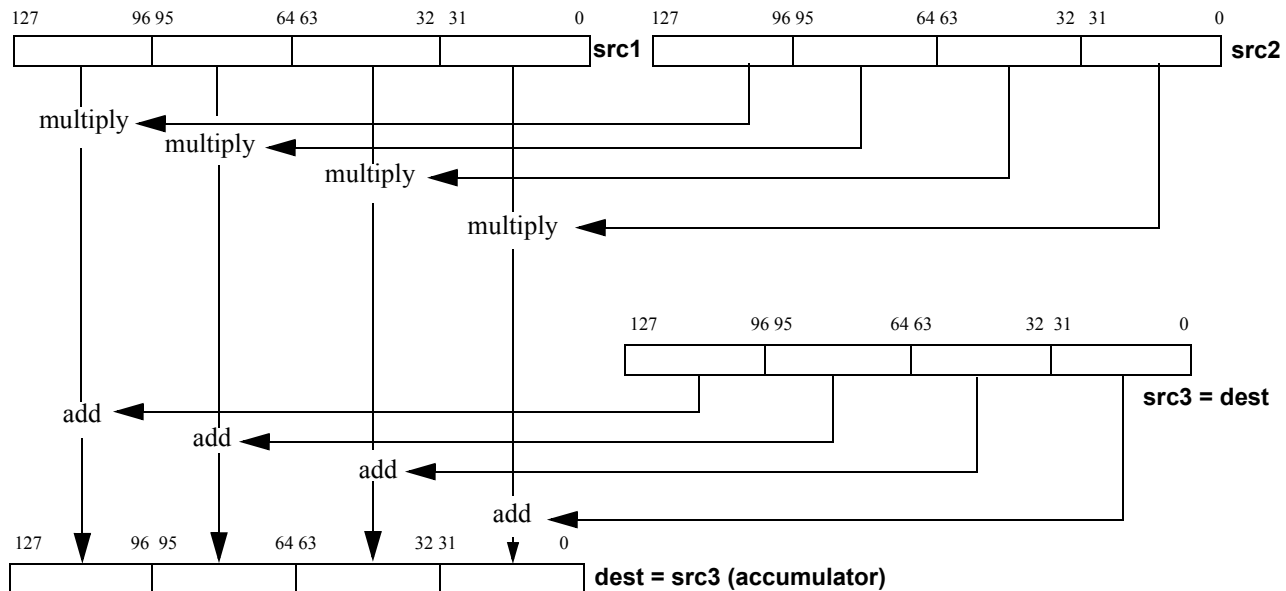 127 96 95 64 63 32 31 0 127 96 95 64 63 32 31 0
src1 src2
multiply
multiply
multiply
multiply
127 96 95 64 63 32 31 0
src3 = dest
add
add
add
add
127 96 95 64 63 32 31 0
dest = src3 (accumulator)